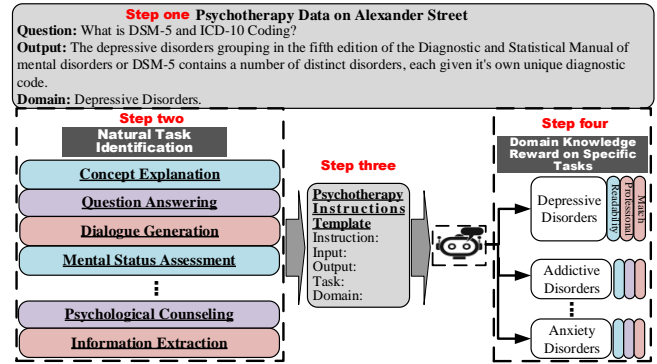 Step one Psychotherapy Data on Alexander Street
Question: What is DSM-5 and ICD-10 Coding?
Output: The depressive disorders grouping in the fifth edition of the Diagnostic and Statistical Manual of
mental disorders or DSM-5 contains a number of distinct disorders, each given it's own unique diagnostic
code.
Domain: Depressive Disorders.
Step two
Natural Task
Identification
Concept Explanation
Question Answering
Dialogue Generation
Mental Status Assessment
Psychological Counseling
Information Extraction
Step three
Psychotherapy
Instructions
Template
Instruction:
Input:
Output:
Task:
Domain:
Step four
Domain Knowledge
Reward on Specific
Tasks
Depressive
Disorders
Readability
Professional
Match
Addictive
Disorders
Anxiety
Disorders